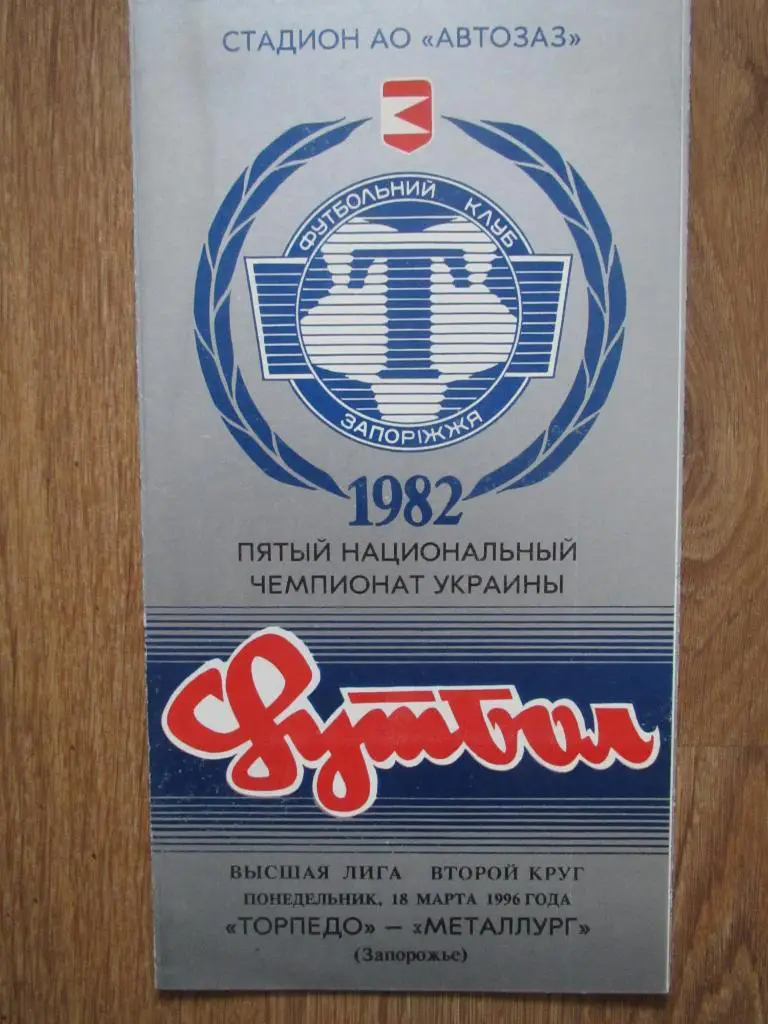 СТАДИОН АО «АВТОЗАЗ»
ФУТБОЛЬНИЙ КЛУБ
Т
ЗАПОРІЖЖЯ
1982
ПЯТЫЙ НАЦИОНАЛЬНЫЙ
ЧЕМПИОНАТ УКРАИНЫ
Футбол
ВЫСШАЯ ЛИГА ВТОРОЙ КРУГ
ПОНЕДЕЛЬНИК, 18 МАРТА 1996 ГОДА
«ТОРПЕДО» – «МЕТАЛЛУРГ»
(Запорожье)